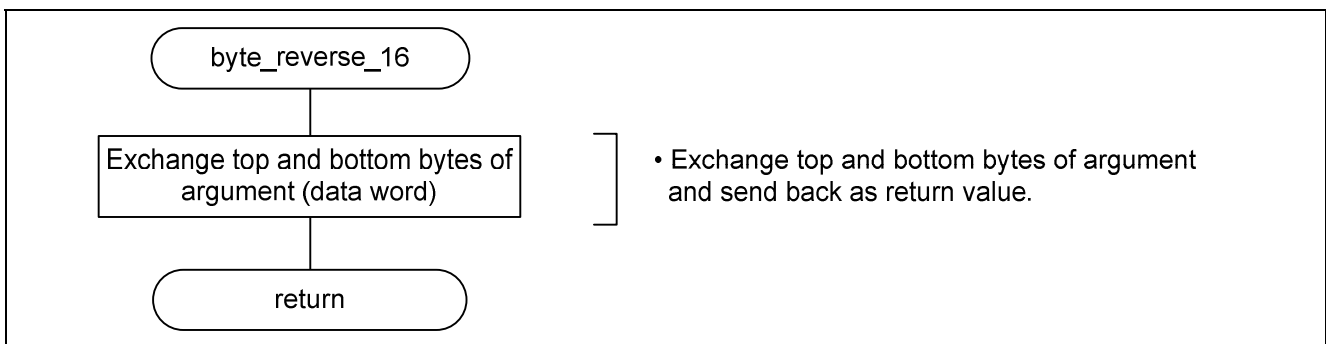 byte_reverse_16
Exchange top and bottom bytes of
argument (data word)
• Exchange top and bottom bytes of argument
and send back as return value.
return